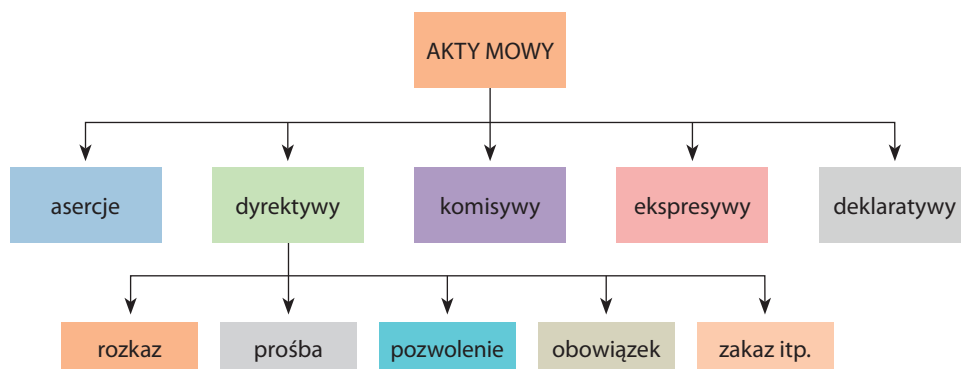 AKTY MOWY
asercje
dyrektywy
komisywy
ekspresywy
deklaratywy
rozkaz
prośba
pozwolenie
obowiązek
zakaz itp.